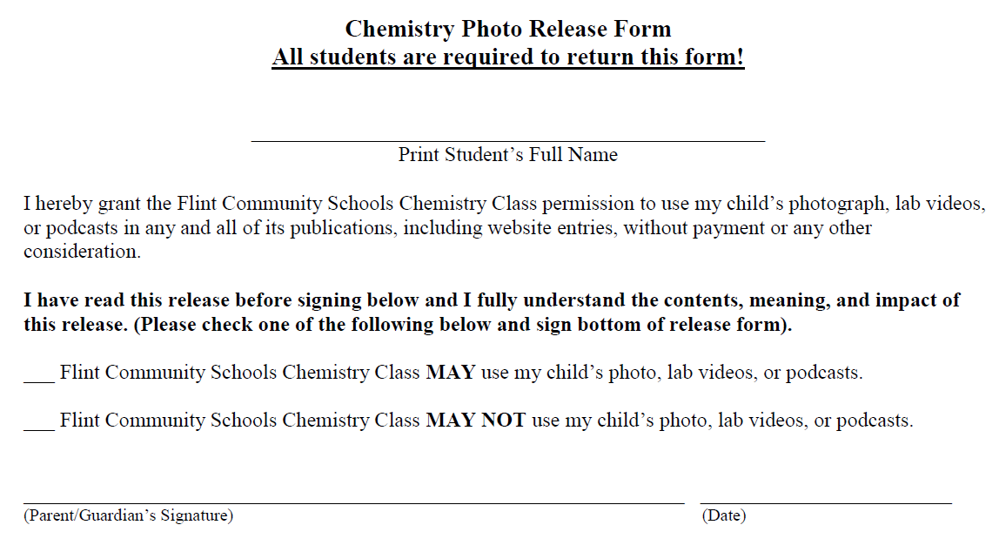 Chemistry Photo Release Form
All students are required to return this form!
Print Student’s Full Name
I hereby grant the Flint Community Schools Chemistry Class permission to use my child’s photograph, lab videos,
or podcasts in any and all of its publications, including website entries, without payment or any other
consideration.
I have read this release before signing below and I fully understand the contents, meaning, and impact of
this release. (Please check one of the following below and sign bottom of release form).
___ Flint Community Schools Chemistry Class MAY use my child’s photo, lab videos, or podcasts.
___ Flint Community Schools Chemistry Class MAY NOT use my child’s photo, lab videos, or podcasts.
(Parent/Guardian’s Signature) (Date)